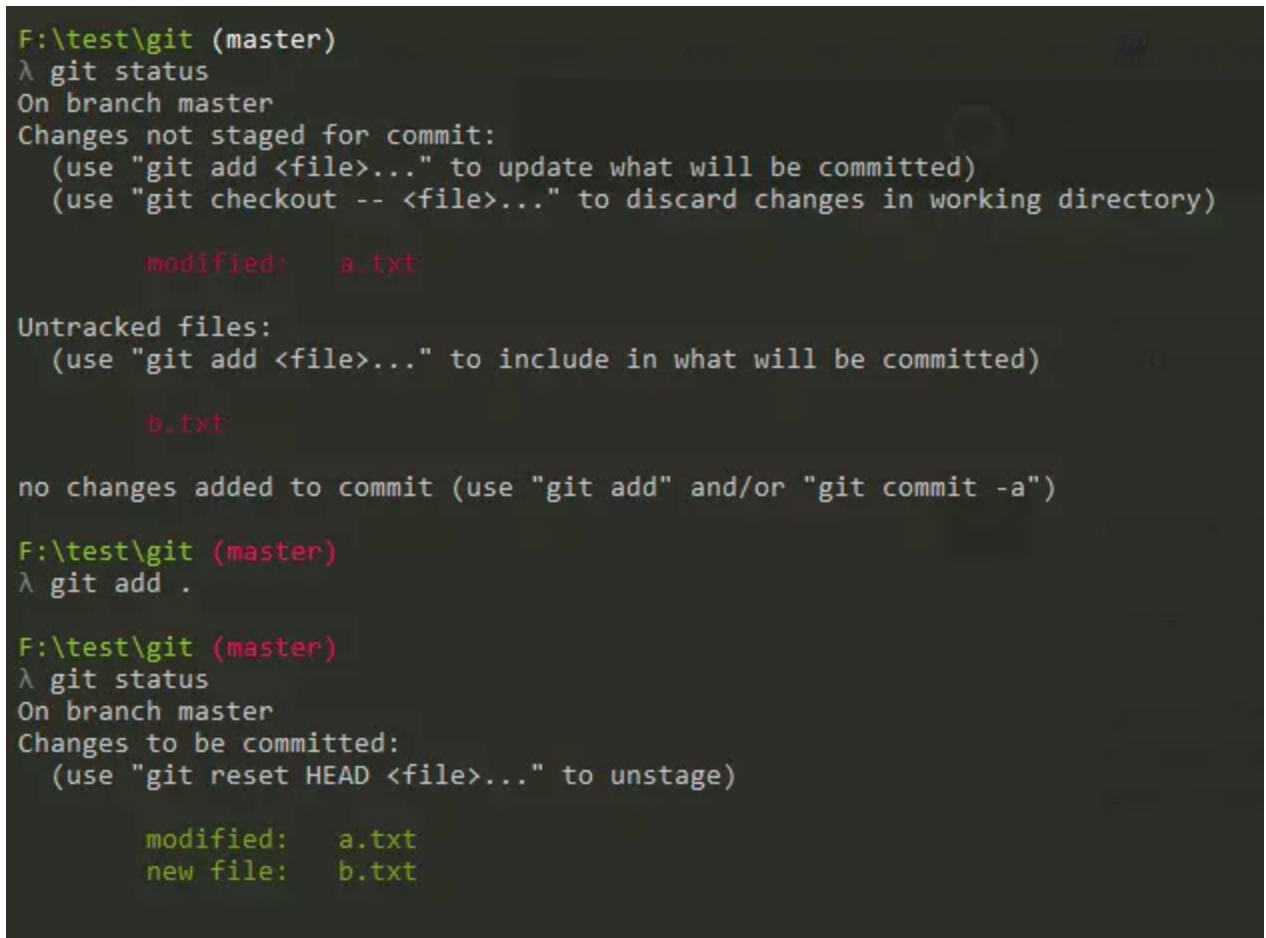 F:\test\git (master)
λ git status
On branch master
Changes not staged for commit:
  (use "git add <file>..." to update what will be committed)
  (use "git checkout -- <file>..." to discard changes in working directory)
        modified:   a.txt
Untracked files:
  (use "git add <file>..." to include in what will be committed)
        b.txt
no changes added to commit (use "git add" and/or "git commit -a")
F:\test\git (master)
λ git add .
F:\test\git (master)
λ git status
On branch master
Changes to be committed:
  (use "git reset HEAD <file>..." to unstage)
        modified:   a.txt
        new file:   b.txt